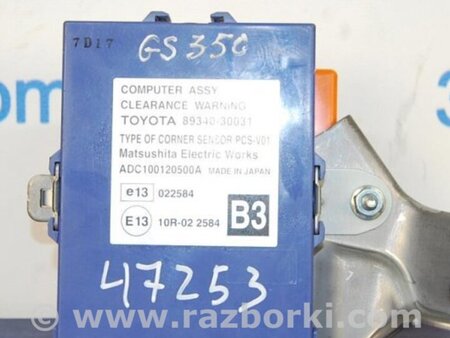 7D17
GS 350
COMPUTER ASSY
CLEARANCE WARNING
TOYOTA 89340-30031
TYPE OF CORNER SENSOR PCS-V01
Matsushita Electric Works
ADC100120500A MADE IN JAPAN
e13 022584
E13 10R-02 2584
B3
47253
© www.razborki.com